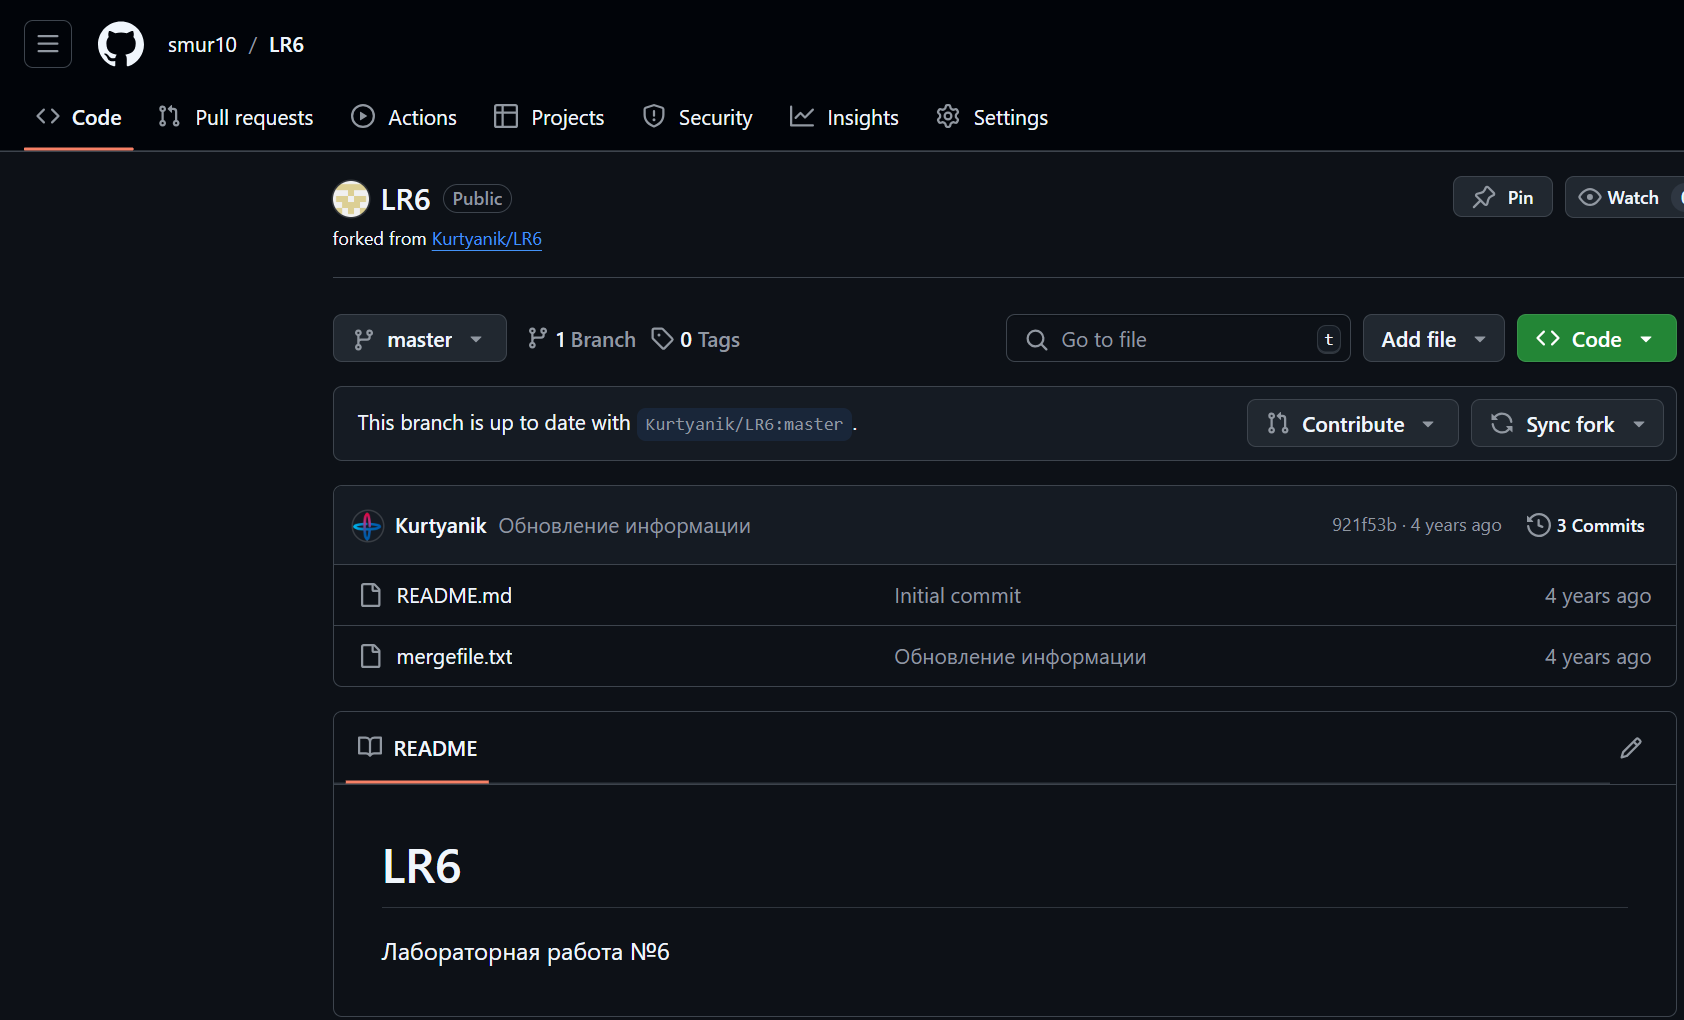 smur10 / LR6
Code Pull requests Actions Projects Security Insights Settings
LR6 Public Pin Watch
forked from Kurtyanik/LR6
master 1 Branch 0 Tags Go to file t Add file Code
This branch is up to date with Kurtyanik/LR6:master. Contribute Sync fork
Kurtyanik Обновление информации 921f53b · 4 years ago 3 Commits
README.md Initial commit 4 years ago
mergefile.txt Обновление информации 4 years ago
README
LR6
Лабораторная работа №6